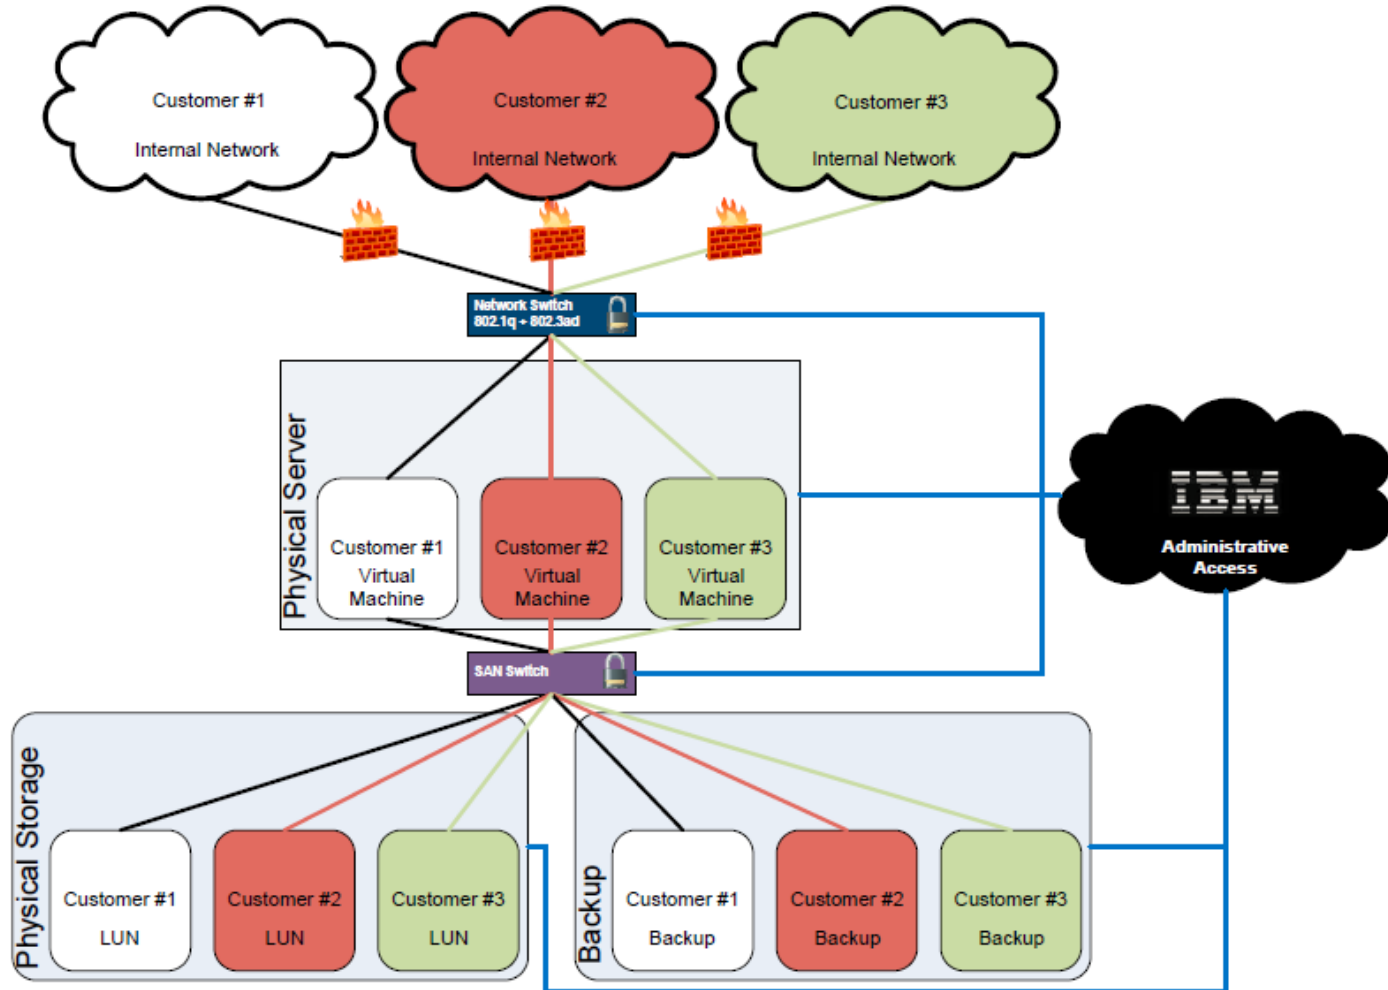 Customer #1
Internal Network
Customer #2
Internal Network
Customer #3
Internal Network
Network Switch
802.1q + 802.3ad
Physical Server
Customer #1
Virtual
Machine
Customer #2
Virtual
Machine
Customer #3
Virtual
Machine
IBM
Administrative
Access
SAN Switch
Physical Storage
Customer #1
LUN
Customer #2
LUN
Customer #3
LUN
Backup
Customer #1
Backup
Customer #2
Backup
Customer #3
Backup